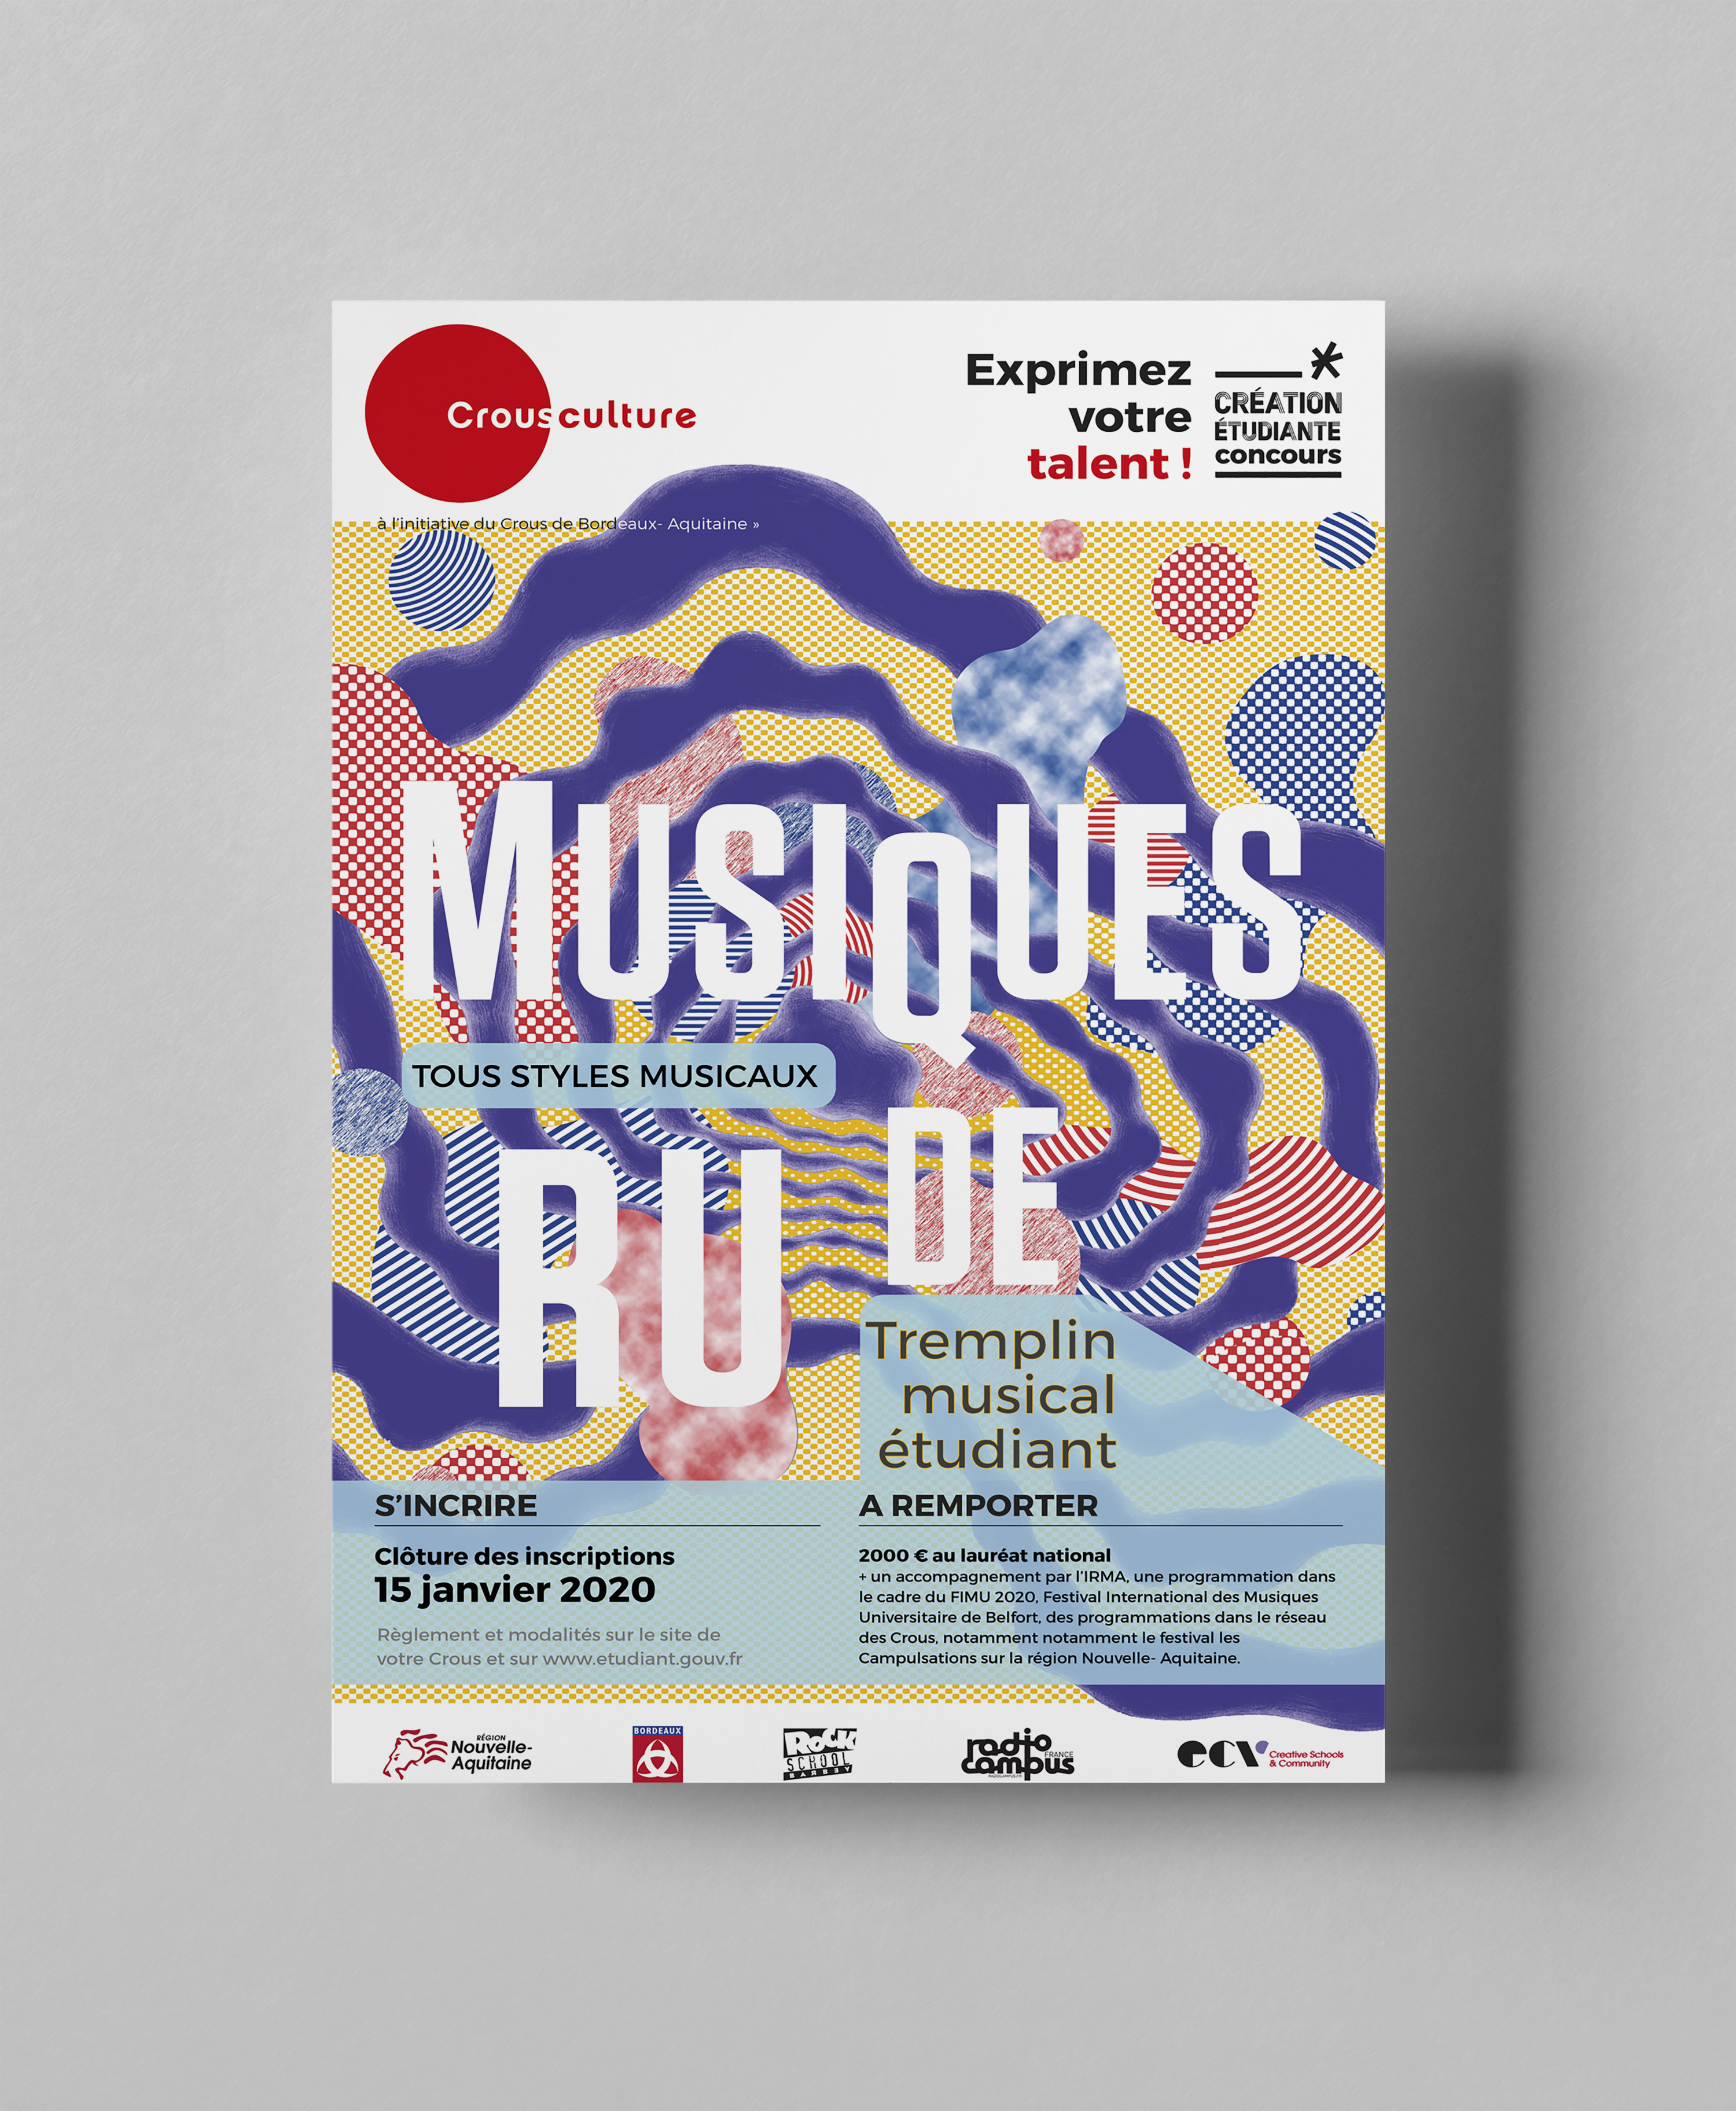 Crousculture
Exprimez
votre
talent !
CRÉATION
ÉTUDIANTE
concours
à l'initiative du Crous de Bordeaux- Aquitaine »
MUSIQUES
TOUS STYLES MUSICAUX
DE
RU
Tremplin
musical
étudiant
S'INCRIRE
Clôture des inscriptions
15 janvier 2020
Règlement et modalités sur le site de
votre Crous et sur www.etudiant.gouv.fr
A REMPORTER
2000 € au lauréat national
+ un accompagnement par l'IRMA, une programmation dans
le cadre du FIMU 2020, Festival International des Musiques
Universitaire de Belfort, des programmations dans le réseau
des Crous, notamment notamment le festival les
Campulsations sur la région Nouvelle- Aquitaine.
RÉGION
Nouvelle-
Aquitaine
BORDEAUX
ROCK
SCHOOL
BARBEY
radio
campus
FRANCE
ecv
Creative Schools
& Community